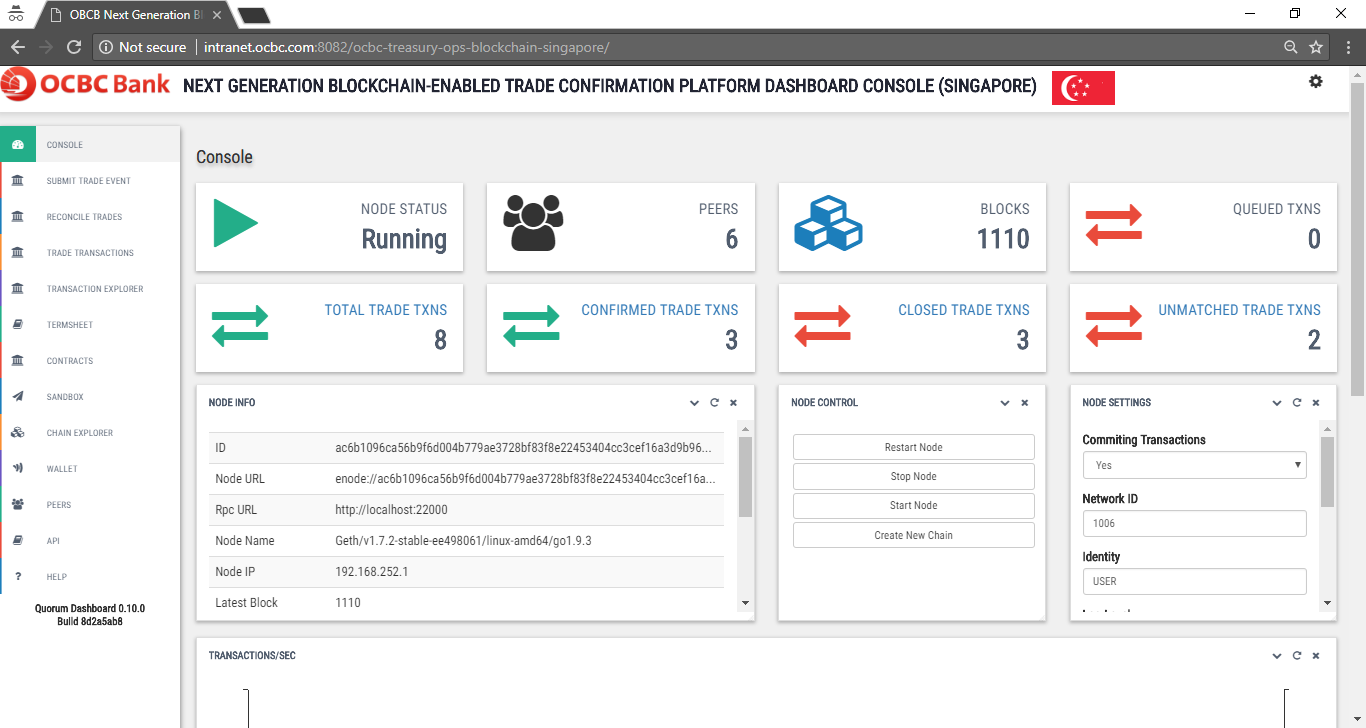 OBCB Next Generation Bl
Not secure | intranet.ocbc.com:8082/ocbc-treasury-ops-blockchain-singapore/
OCBC Bank NEXT GENERATION BLOCKCHAIN-ENABLED TRADE CONFIRMATION PLATFORM DASHBOARD CONSOLE (SINGAPORE)
CONSOLE
SUBMIT TRADE EVENT
RECONCILE TRADES
TRADE TRANSACTIONS
TRANSACTION EXPLORER
TERMSHEET
CONTRACTS
SANDBOX
CHAIN EXPLORER
WALLET
PEERS
API
HELP
Quorum Dashboard 0.10.0
Build 8d2a5ab8
Console
NODE STATUS
Running
PEERS
6
BLOCKS
1110
QUEUED TXNS
0
TOTAL TRADE TXNS
8
CONFIRMED TRADE TXNS
3
CLOSED TRADE TXNS
3
UNMATCHED TRADE TXNS
2
NODE INFO
ID ac6b1096ca56b9f6d004b779ae3728bf83f8e22453404cc3cef16a3d9b96...
Node URL enode://ac6b1096ca56b9f6d004b779ae3728bf83f8e22453404cc3cef16a...
Rpc URL http://localhost:22000
Node Name Geth/v1.7.2-stable-ee498061/linux-amd64/go1.9.3
Node IP 192.168.252.1
Latest Block 1110
NODE CONTROL
Restart Node
Stop Node
Start Node
Create New Chain
NODE SETTINGS
Commiting Transactions
Yes
Network ID
1006
Identity
USER
TRANSACTIONS/SEC